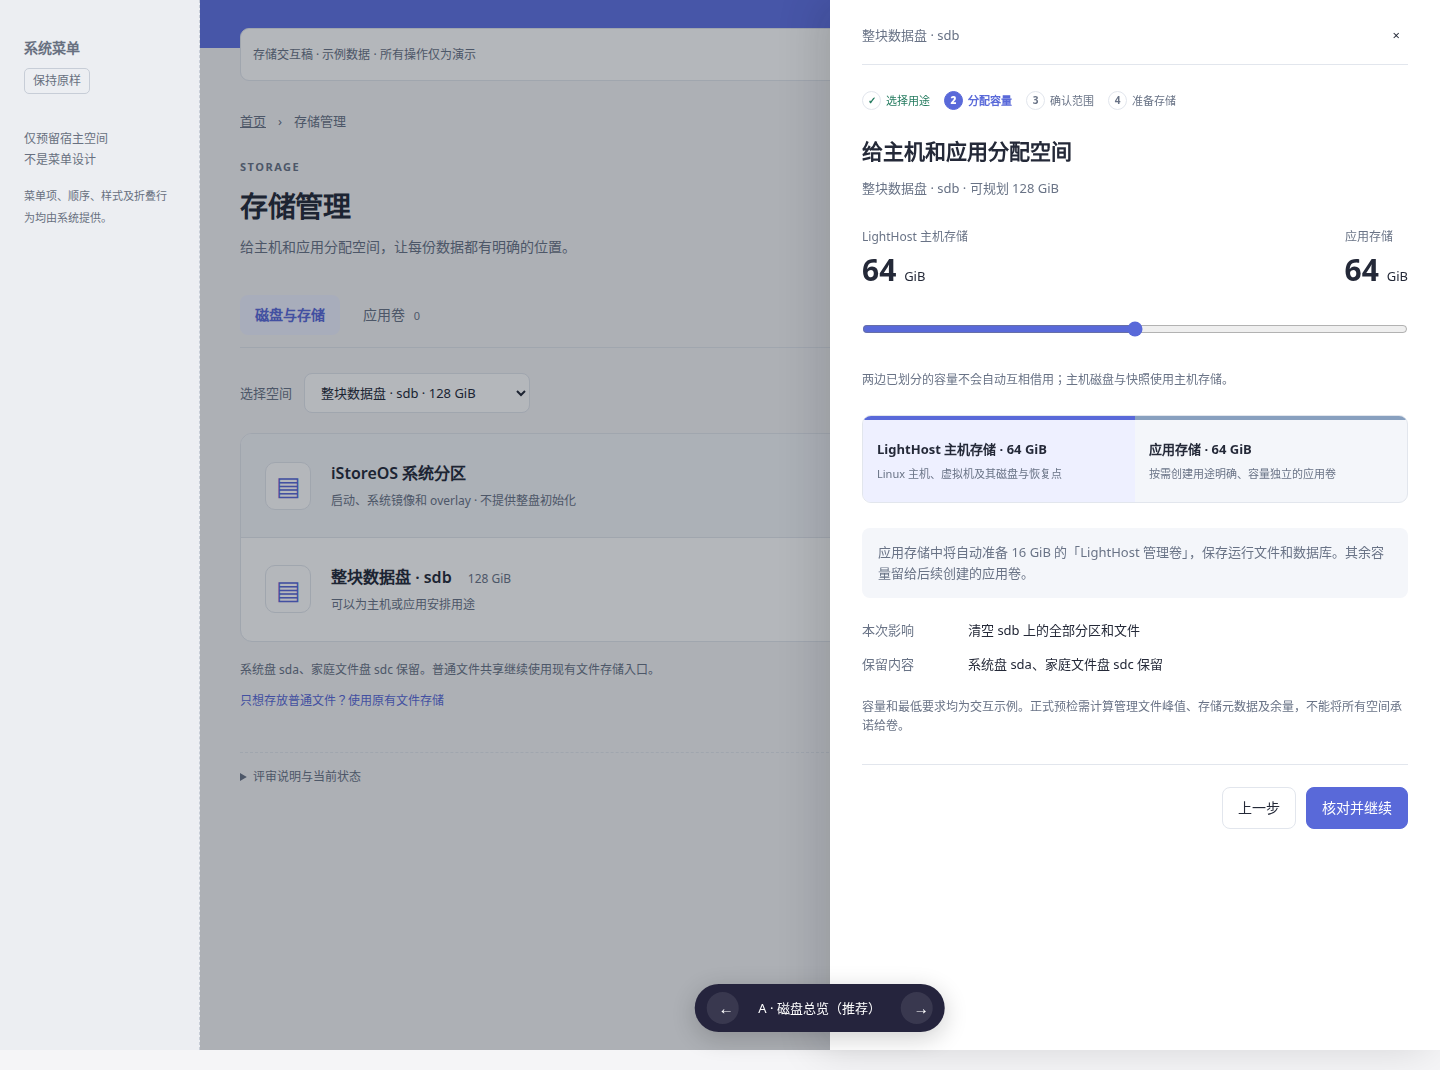 系统菜单
保持原样
仅预留宿主空间
不是菜单设计
菜单项、顺序、样式及折叠行
为均由系统提供。
存储交互稿 · 示例数据 · 所有操作仅为演示
首页 › 存储管理
STORAGE
存储管理
给主机和应用分配空间，让每份数据都有明确的位置。
磁盘与存储
应用卷 0
选择空间
整块数据盘 · sdb · 128 GiB
iStoreOS 系统分区
启动、系统镜像和 overlay · 不提供整盘初始化
整块数据盘 · sdb 128 GiB
可以为主机或应用安排用途
系统盘 sda、家庭文件盘 sdc 保留。普通文件共享继续使用现有文件存储入口。
只想存放普通文件？使用原有文件存储
▶ 评审说明与当前状态
整块数据盘 · sdb ×
✓ 选择用途 2 分配容量 3 确认范围 4 准备存储
给主机和应用分配空间
整块数据盘 · sdb · 可规划 128 GiB
LightHost 主机存储
64 GiB
应用存储
64 GiB
两边已划分的容量不会自动互相借用；主机磁盘与快照使用主机存储。
LightHost 主机存储 · 64 GiB
Linux 主机、虚拟机及其磁盘与恢复点
应用存储 · 64 GiB
按需创建用途明确、容量独立的应用卷
应用存储中将自动准备 16 GiB 的「LightHost 管理卷」，保存运行文件和数据库。其余容
量留给后续创建的应用卷。
本次影响 清空 sdb 上的全部分区和文件
保留内容 系统盘 sda、家庭文件盘 sdc 保留
容量和最低要求均为交互示例。正式预检需计算管理文件峰值、存储元数据及余量，不能将所有空间承
诺给卷。
上一步
核对并继续
← A · 磁盘总览（推荐） →